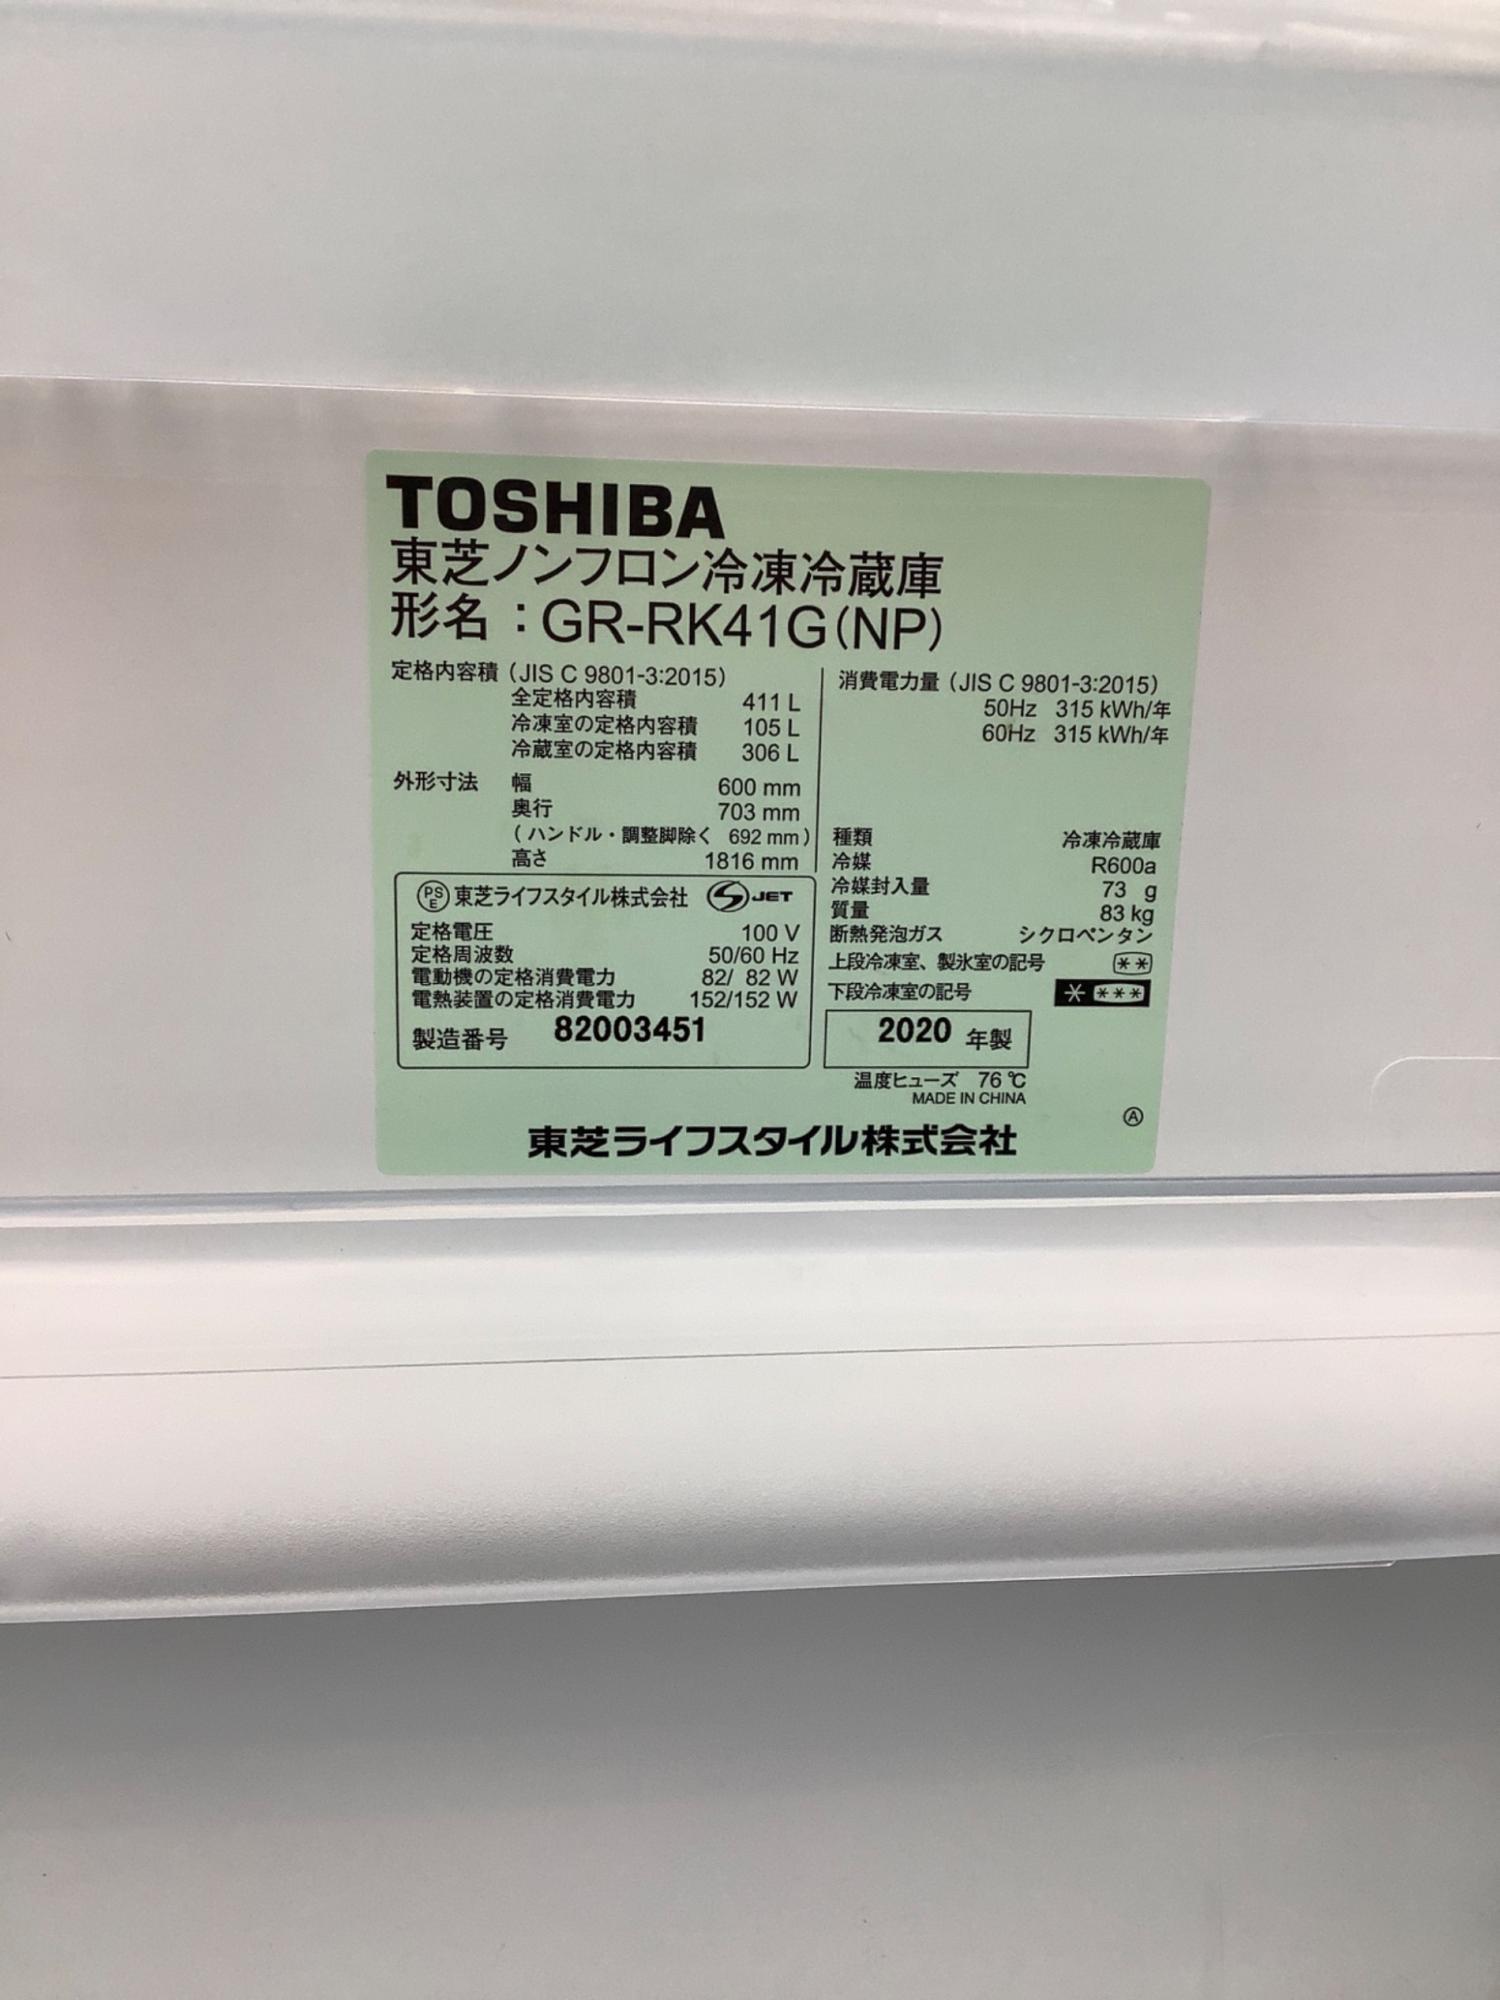 TOSHIBA
東芝ノンフロン冷凍冷蔵庫
形名：GR-RK41G(NP)
定格内容積（JIS C 9801-3:2015）
全定格内容積 411 L
冷凍室の定格内容積 105 L
冷蔵室の定格内容積 306 L
外形寸法 幅 600 mm
奥行 703 mm
（ハンドル・調整脚除く 692 mm）
高さ 1816 mm
PSE 東芝ライフスタイル株式会社 S JET
定格電圧 100 V
定格周波数 50/60 Hz
電動機の定格消費電力 82/ 82 W
電熱装置の定格消費電力 152/152 W
製造番号 82003451
消費電力量（JIS C 9801-3:2015）
50Hz 315 kWh/年
60Hz 315 kWh/年
種類 冷凍冷蔵庫
冷媒 R600a
冷媒封入量 73 g
質量 83 kg
断熱発泡ガス シクロペンタン
上段冷凍室、製氷室の記号 **
下段冷凍室の記号 * ***
2020 年製
温度ヒューズ 76 ℃
MADE IN CHINA
Ⓐ
東芝ライフスタイル株式会社